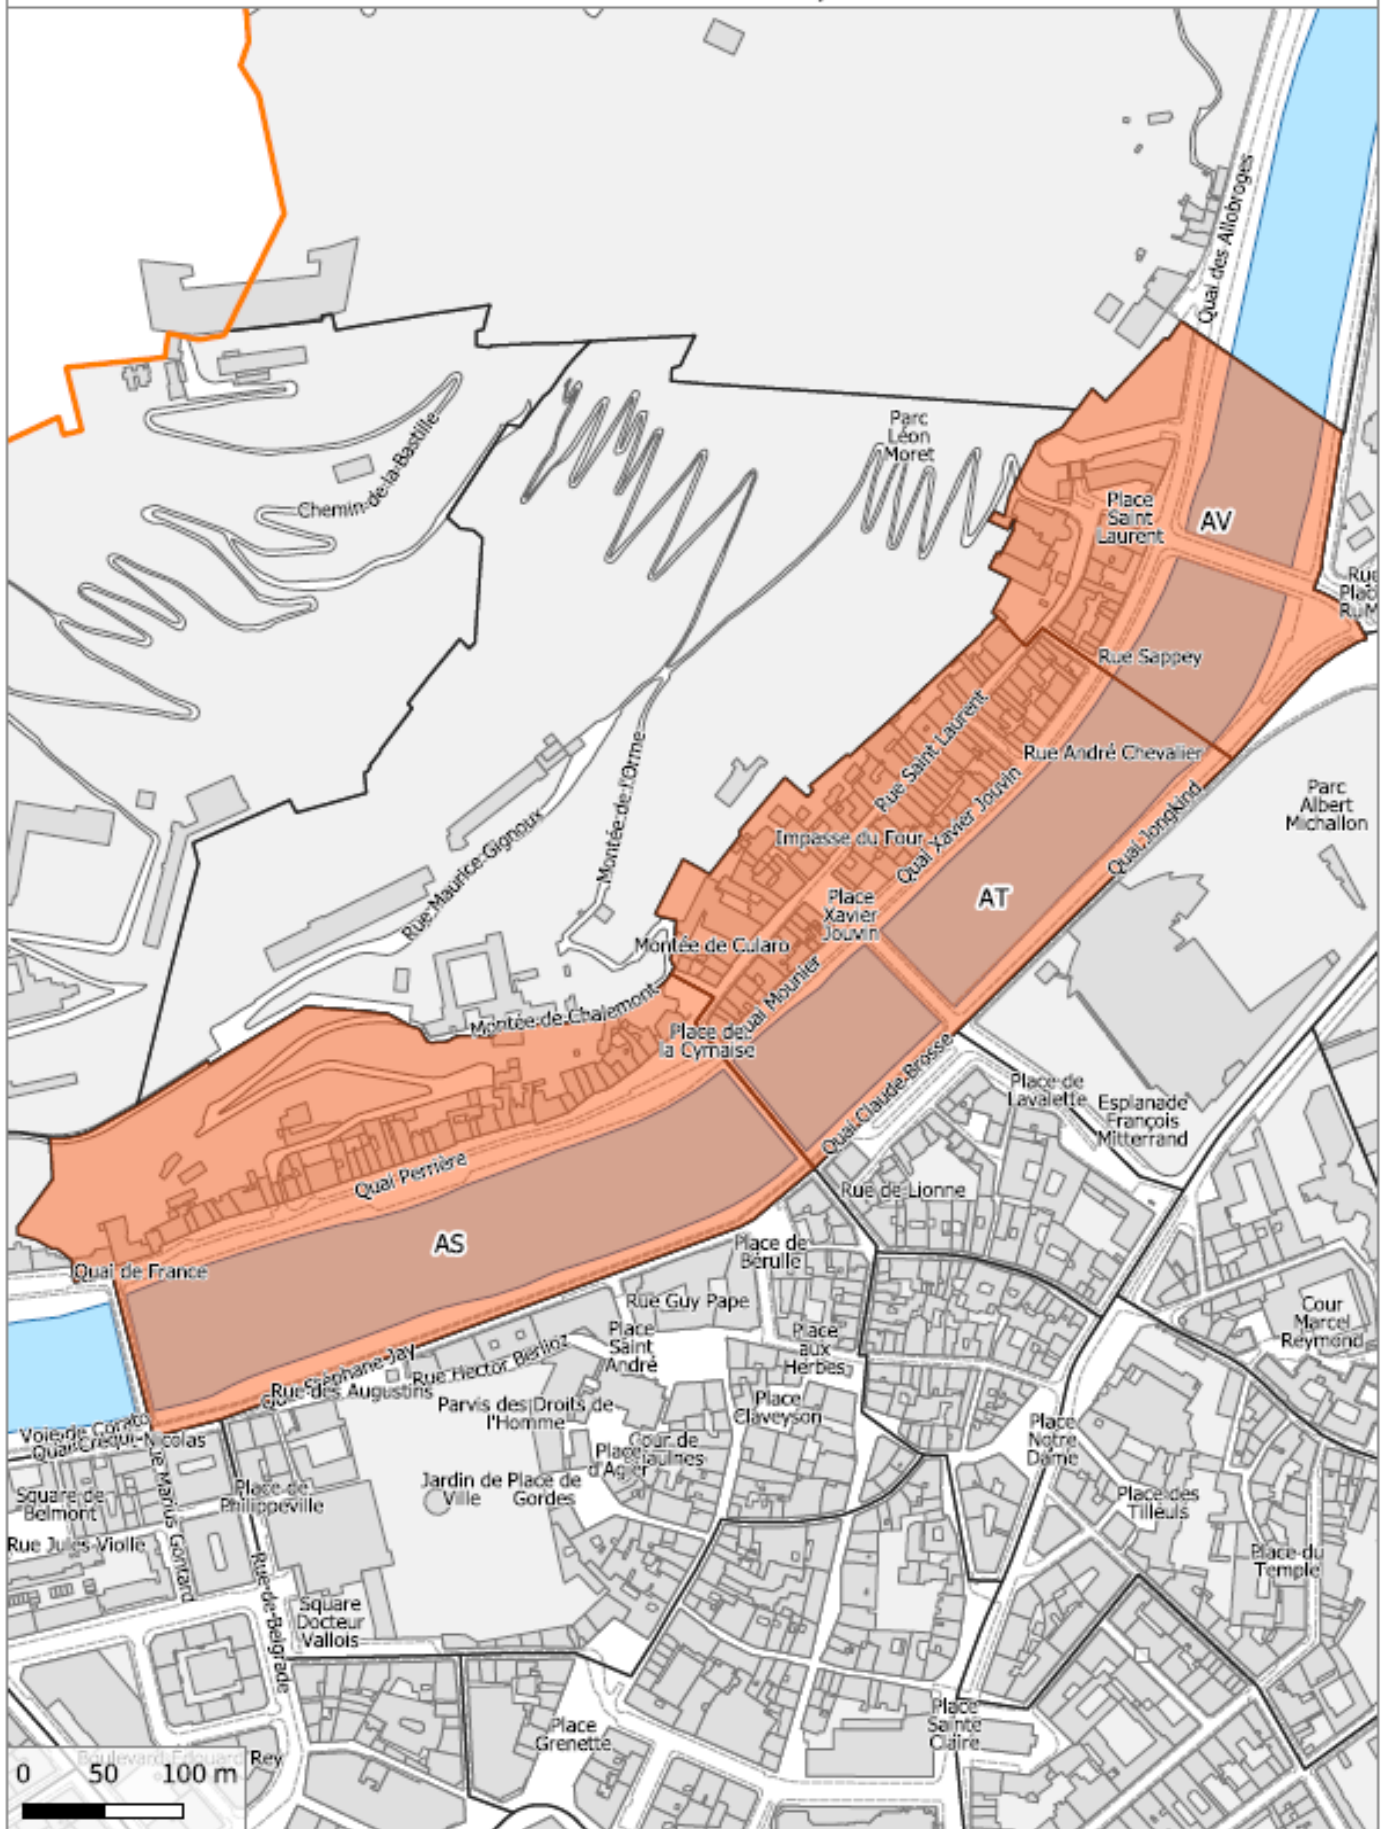 Quai des Allobroges
Parc
Léon
Moret
Chemin-de-la-Bastille
Place
Saint
Laurent
AV
Rue Sappey
Rue Saint Laurent
Rue André Chevalier
Montée-de-l'Orme
Parc
Albert
Michallon
Quai Xavier Jouvin
Quai Jongkind
Impasse du Four
Rue Maurice-Gignoux
AT
Place
Xavier
Jouvin
Montée de Cularo
Montée-de-Chalemont
Place de
la Cymaise
Quai Claude-Brosse
Place-de
Lavalette
Esplanade
François
Mitterrand
Quai Perrière
Rue-de-Lionne
AS
Place de
Bérulle
Quai de France
Rue Guy Pape
Place
Saint
André
Place
aux
Herbes
Cour
Marcel
Reymond
Rue Hector Berlioz
Rue-des Augustins
Parvis des Droits de
l'Homme
Place
Claveyson
Place
Notre
Dame
Square de
Belmont
Place-de
Philippeville
Jardin de
Ville
Place de
Gordes
Place-des
Tilleuls
Rue Jules-Violle
Place-du
Temple
Rue-de-Belgrade
Square
Docteur
Vallois
Place
Grenette
Place
Sainte
Claire
Boulevard-Edouard Rey
0 50 100 m